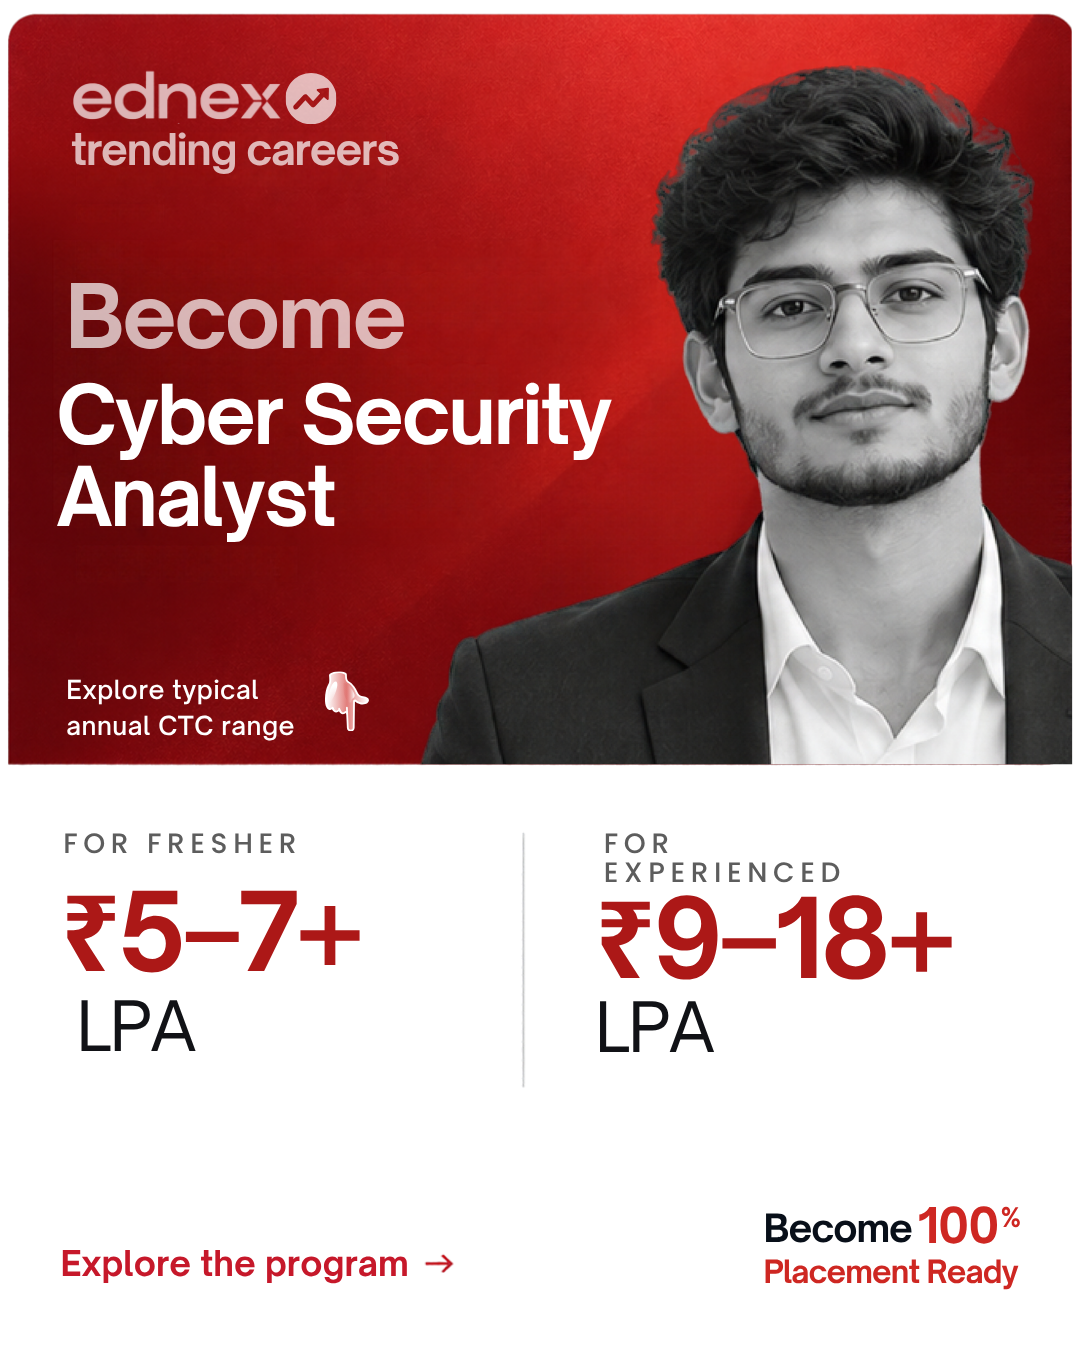 ednex
trending careers
Become
Cyber Security
Analyst
Explore typical
annual CTC range
FOR FRESHER
₹5–7+
LPA
FOR
EXPERIENCED
₹9–18+
LPA
Explore the program →
Become 100%
Placement Ready